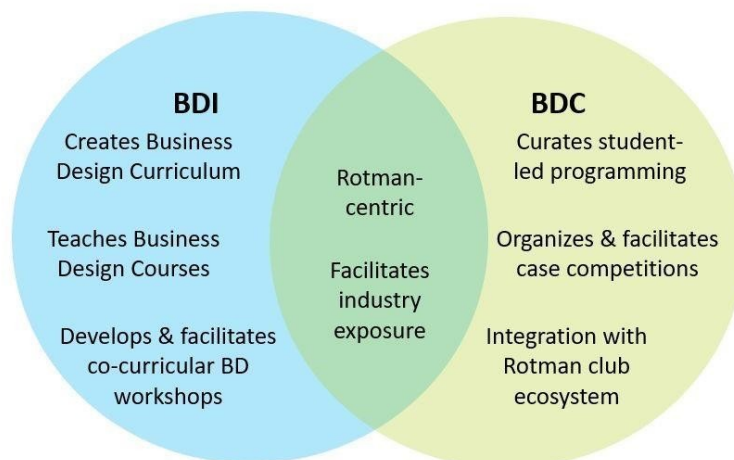 BDI
Creates Business
Design Curriculum
Teaches Business
Design Courses
Develops & facilitates
co-curricular BD
workshops
Rotman-
centric
Facilitates
industry
exposure
BDC
Curates student-
led programming
Organizes & facilitates
case competitions
Integration with
Rotman club
ecosystem